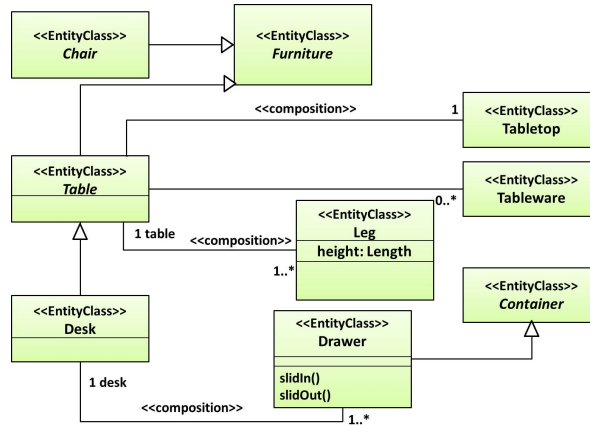 <<EntityClass>>
Chair
<<EntityClass>>
Furniture
<<composition>>
1
<<EntityClass>>
Tabletop
<<EntityClass>>
Table
<<EntityClass>>
Tableware
0..*
<<EntityClass>>
Leg
height: Length
1 table
<<composition>>
1..*
<<EntityClass>>
Container
<<EntityClass>>
Desk
<<EntityClass>>
Drawer
slidIn()
slidOut()
1 desk
<<composition>>
1..*